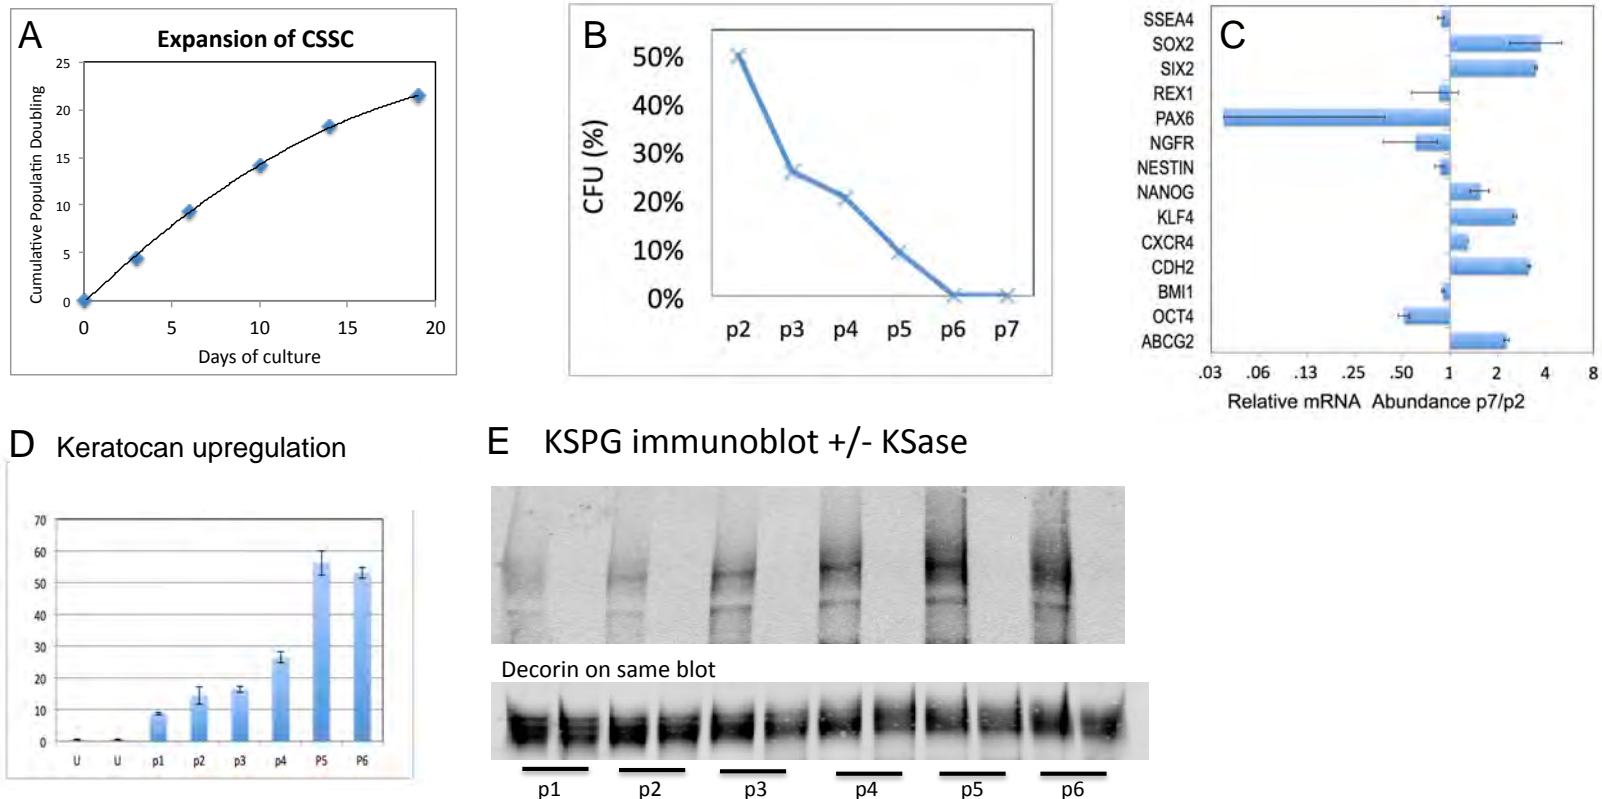 A
Expansion of CSSC
Cumulative Populatin Doubling
25
20
15
10
5
0
0 5 10 15 20
Days of culture
B
CFU (%)
50%
40%
30%
20%
10%
0%
p2 p3 p4 p5 p6 p7
C
SSEA4
SOX2
SIX2
REX1
PAX6
NGFR
NESTIN
NANOG
KLF4
CXCR4
CDH2
BMI1
OCT4
ABCG2
.03 .06 .13 .25 .50 1 2 4 8
Relative mRNA Abundance p7/p2
D Keratocan upregulation
70
60
50
40
30
20
10
0
U U p1 p2 p3 p4 P5 P6
E KSPG immunoblot +/- KSase
Decorin on same blot
p1 p2 p3 p4 p5 p6